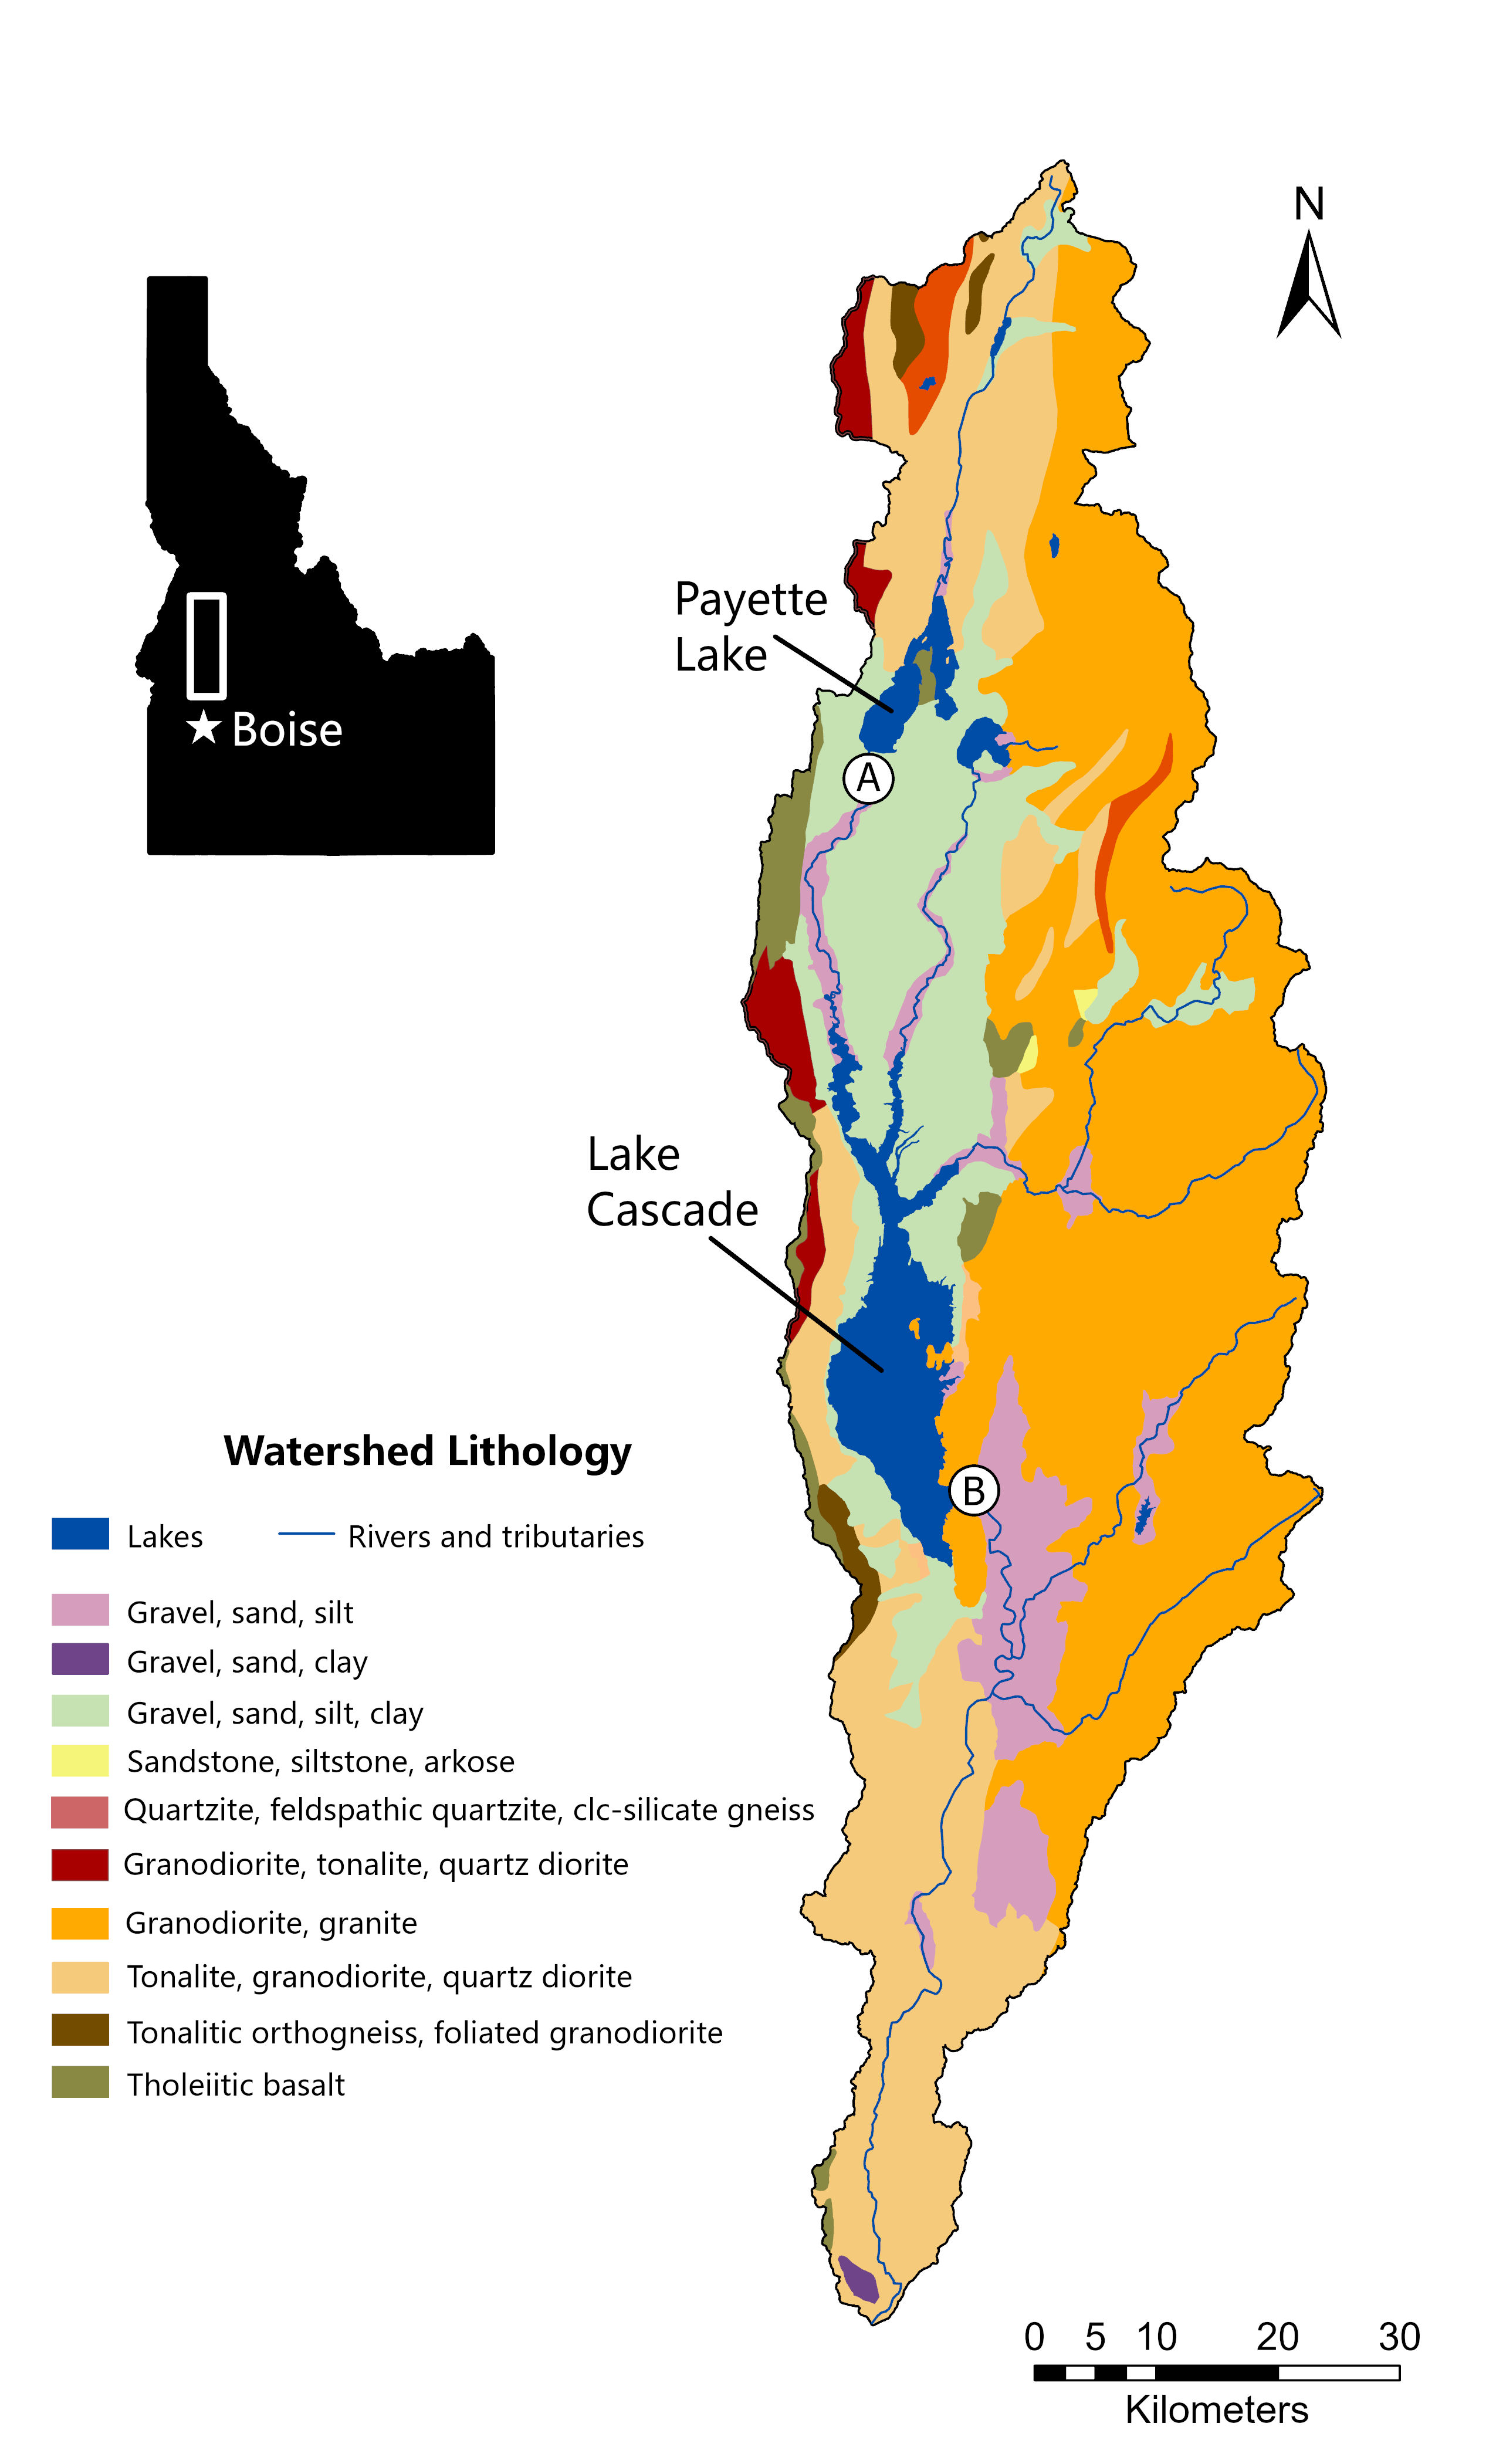 N
Boise
Payette
Lake
A
Lake
Cascade
B
Watershed Lithology
Lakes
Rivers and tributaries
Gravel, sand, silt
Gravel, sand, clay
Gravel, sand, silt, clay
Sandstone, siltstone, arkose
Quartzite, feldspathic quartzite, clc-silicate gneiss
Granodiorite, tonalite, quartz diorite
Granodiorite, granite
Tonalite, granodiorite, quartz diorite
Tonalitic orthogneiss, foliated granodiorite
Tholeiitic basalt
0 5 10 20 30
Kilometers